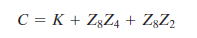 C = K + Z₈Z₄ + Z₈Z₂